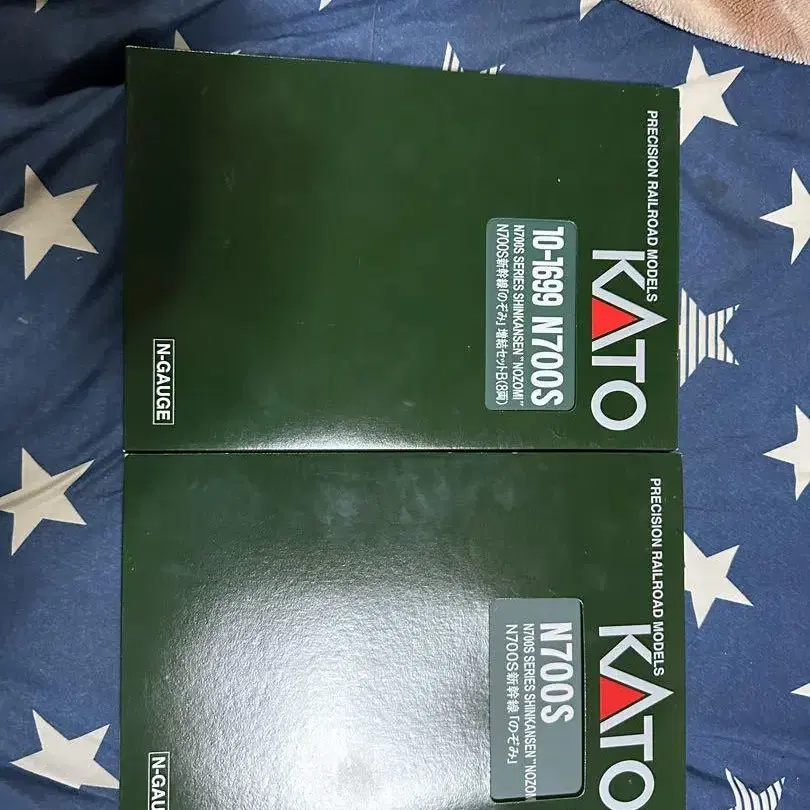 PRECISION RAILROAD MODELS
KATO
10-1699 N700S
N700S SERIES SHINKANSEN "NOZOMI"
N700S新幹線「のぞみ」増結セットB(8両)
N-GAUGE
PRECISION RAILROAD MODELS
KATO
N700S
N700S SERIES SHINKANSEN "NOZOMI
N700S新幹線「のぞみ」
N-GAU